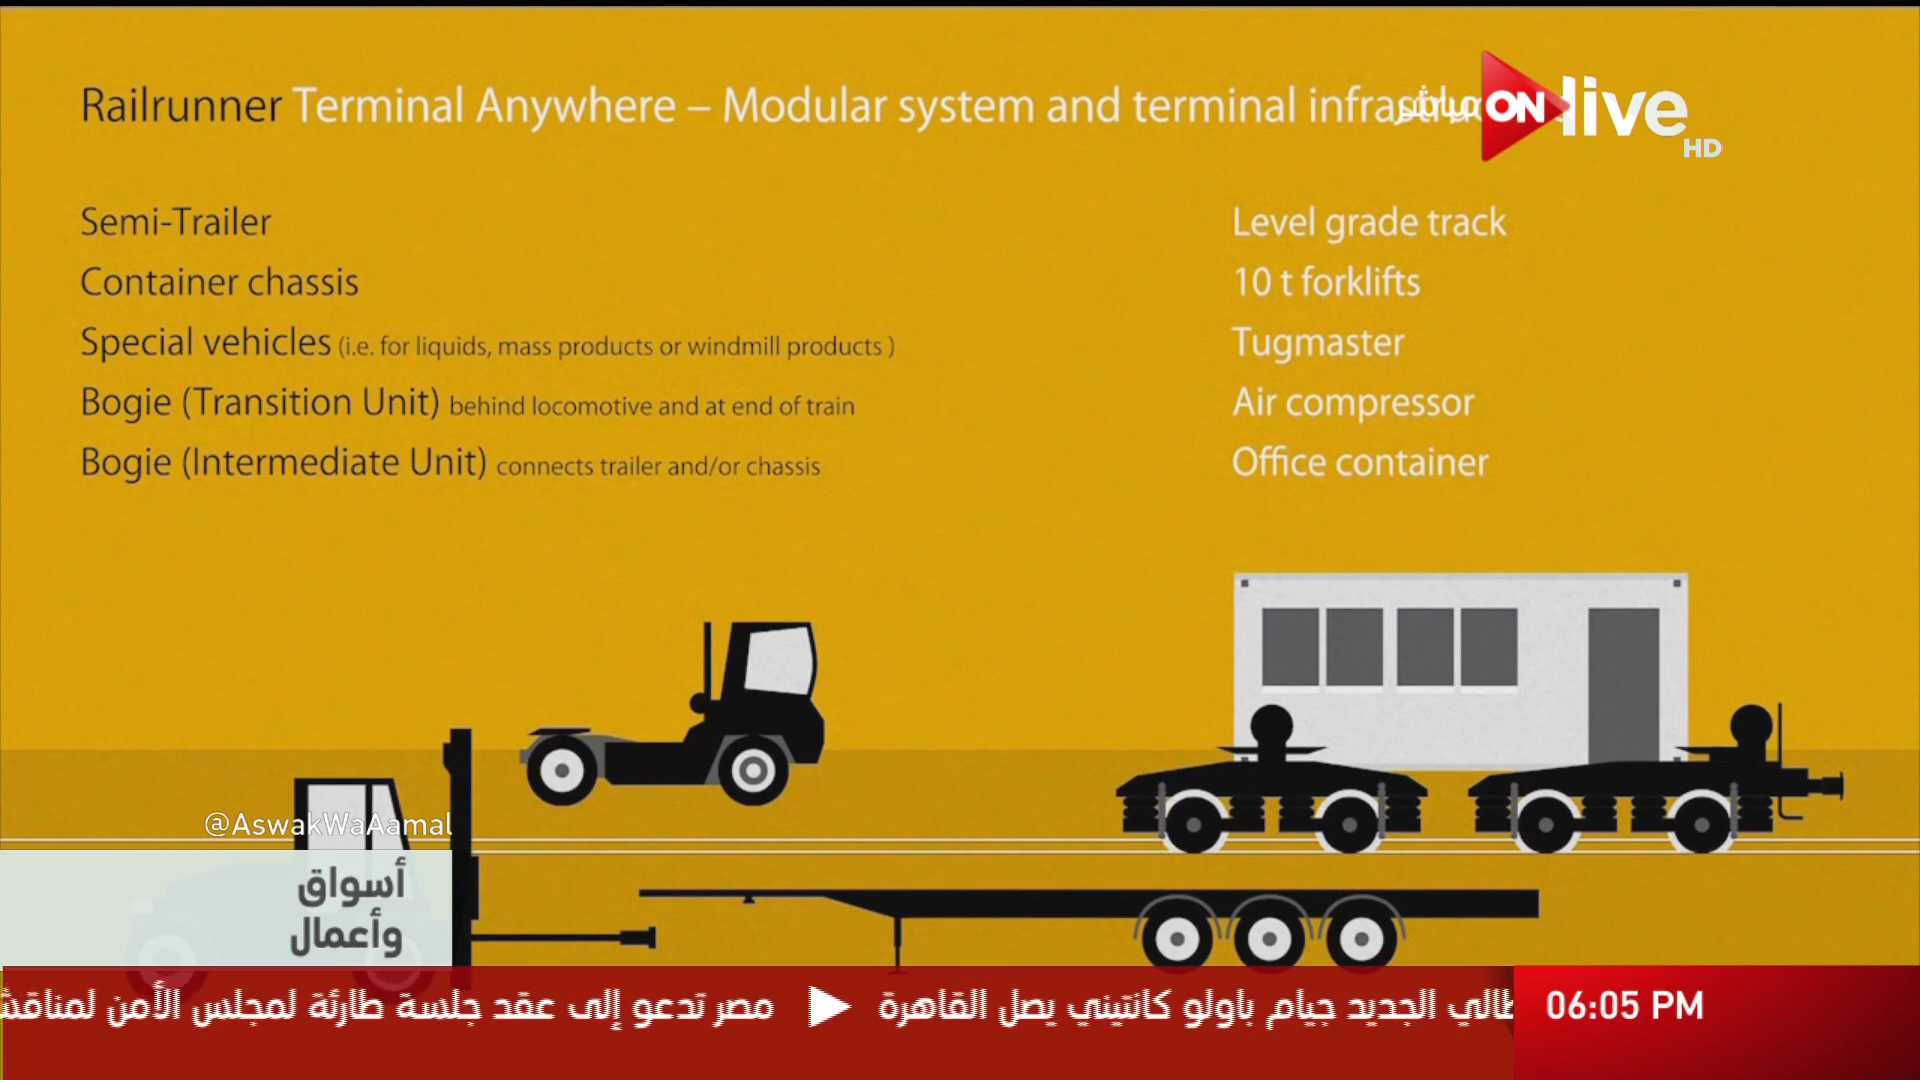 Railrunner Terminal Anywhere – Modular system and terminal
مباشر ON live HD
Semi-Trailer
Container chassis
Special vehicles (i.e. for liquids, mass products or windmill products )
Bogie (Transition Unit) behind locomotive and at end of train
Bogie (Intermediate Unit) connects trailer and/or chassis
Level grade track
10 t forklifts
Tugmaster
Air compressor
Office container
@AswakWaAamal
أسواق
وأعمال
الجديد جيام باولو كانتيني يصل القاهرة ◀ مصر تدعو إلى عقد جلسة طارئة لمجلس الأمن
06:05 PM